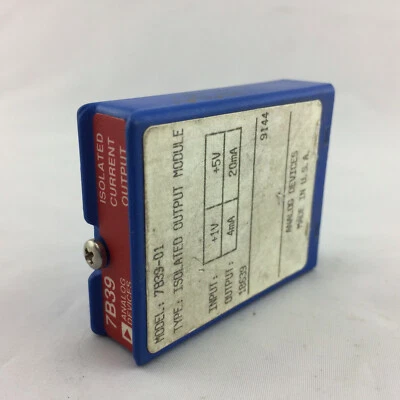 7B39
ISOLATED
CURRENT
OUTPUT
ANALOG
DEVICES
MODEL: 7B39-01
TYPE: ISOLATED OUTPUT MODULE
INPUT: +1V +5V
OUTPUT: 4mA 20mA
18639
9144
ANALOG DEVICES
MADE IN U.S.A.